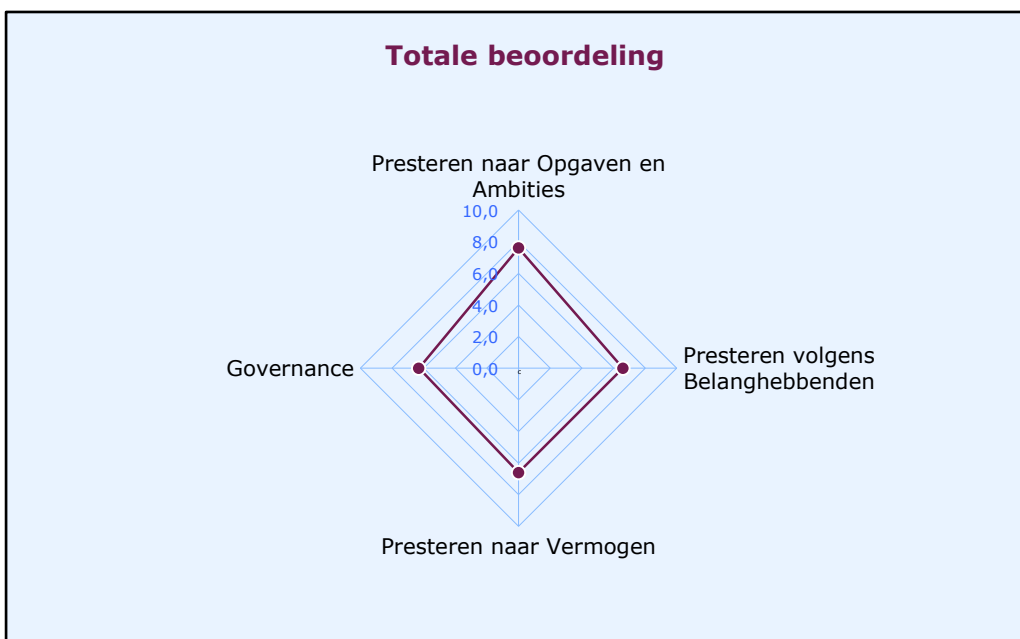 Totale beoordeling
Presteren naar Opgaven en
Ambities
10,0
8,0
6,0
4,0
2,0
0,0
Governance
Presteren volgens
Belanghebbenden
Presteren naar Vermogen